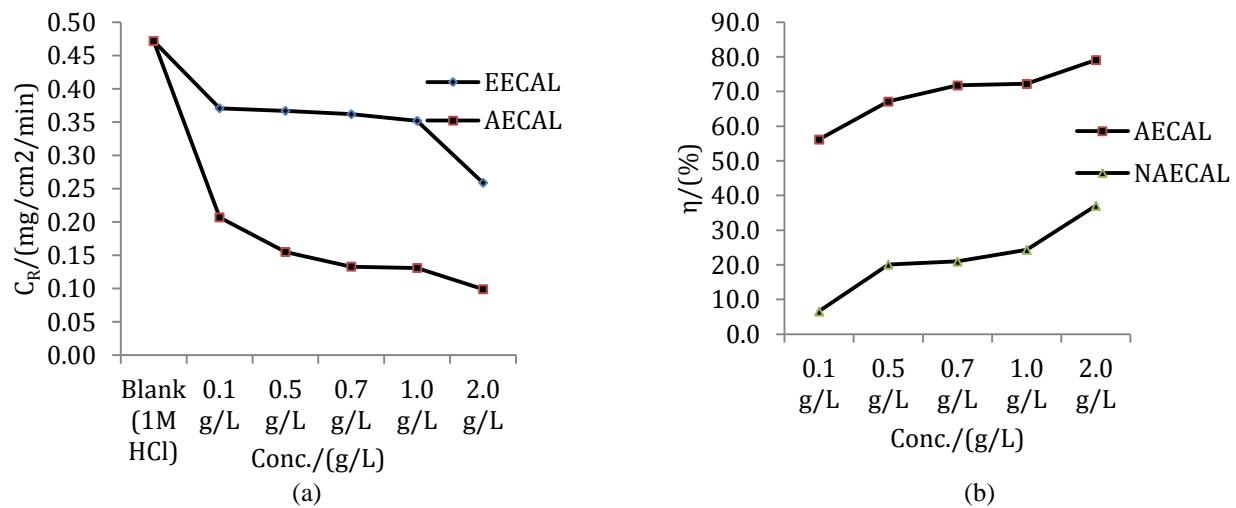 0.50
0.45
0.40
0.35
0.30
0.25
0.20
0.15
0.10
0.05
0.00
C_R/(mg/cm2/min)
EECAL
AECAL
Blank (1M HCl)
0.1 g/L
0.5 g/L
0.7 g/L
1.0 g/L
2.0 g/L
Conc./(g/L)
(a)
90.0
80.0
70.0
60.0
50.0
40.0
30.0
20.0
10.0
0.0
η/(%)
AECAL
NAECAL
0.1 g/L
0.5 g/L
0.7 g/L
1.0 g/L
2.0 g/L
Conc./(g/L)
(b)